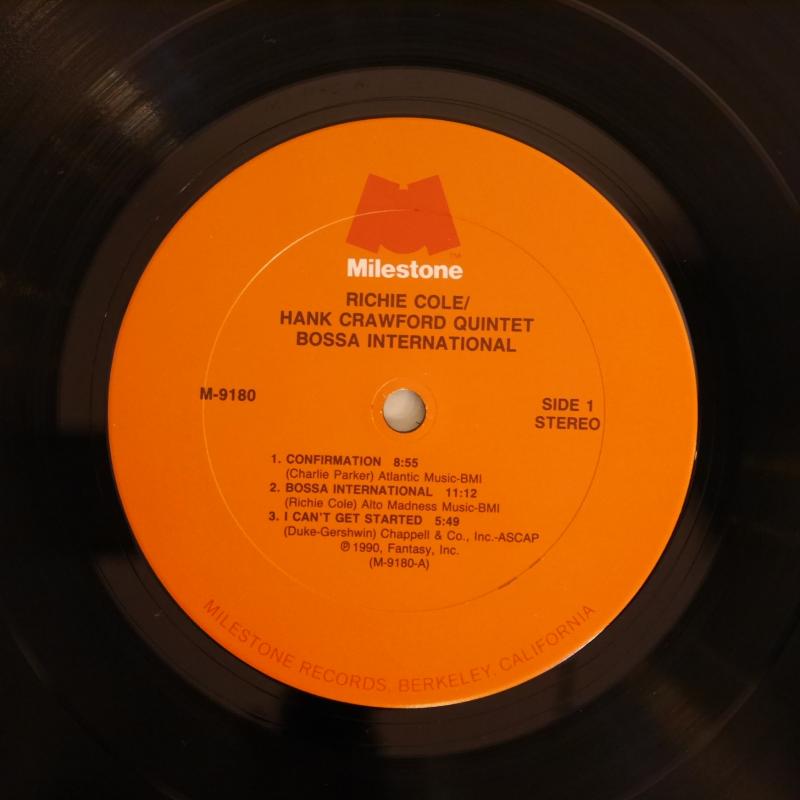 TM
Milestone
RICHIE COLE/
HANK CRAWFORD QUINTET
BOSSA INTERNATIONAL
M-9180
SIDE 1
STEREO
1. CONFIRMATION 8:55
(Charlie Parker) Atlantic Music-BMI
2. BOSSA INTERNATIONAL 11:12
(Richie Cole) Alto Madness Music-BMI
3. I CAN'T GET STARTED 5:49
(Duke-Gershwin) Chappell & Co., Inc.-ASCAP
℗ 1990, Fantasy, Inc.
(M-9180-A)
MILESTONE RECORDS, BERKELEY, CALIFORNIA